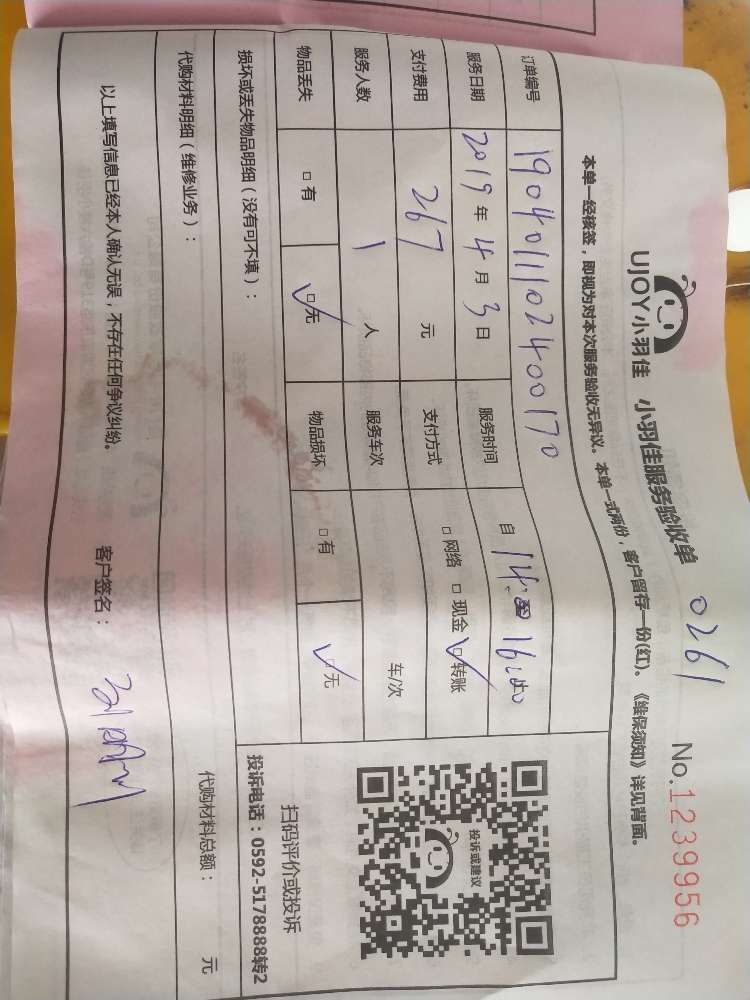 UJOY小羽佳 小羽佳服务验收单 0261
No.1239956
本单一经核签，即视为对本次服务验收无异议。本单一式两份，客户留存一份(红)。《维保须知》详见背面。
订单编号 1904011102400170
服务日期 2019年4月3日 服务时间 自 14:
支付费用 267元 支付方式 □网络 □现金 ☑转账
服务人数 1人 服务车次 车/次
物品丢失 □有 ☑无 物品损坏 □有 ☑无
投诉或建议
扫码评价或投诉
投诉电话：0592-5178888转2
损坏或丢失物品明细（没有可不填）：
代购材料明细（维修业务）： 代购材料总额： 元
以上填写信息已经本人确认无误，不存在任何争议纠纷。 客户签名：